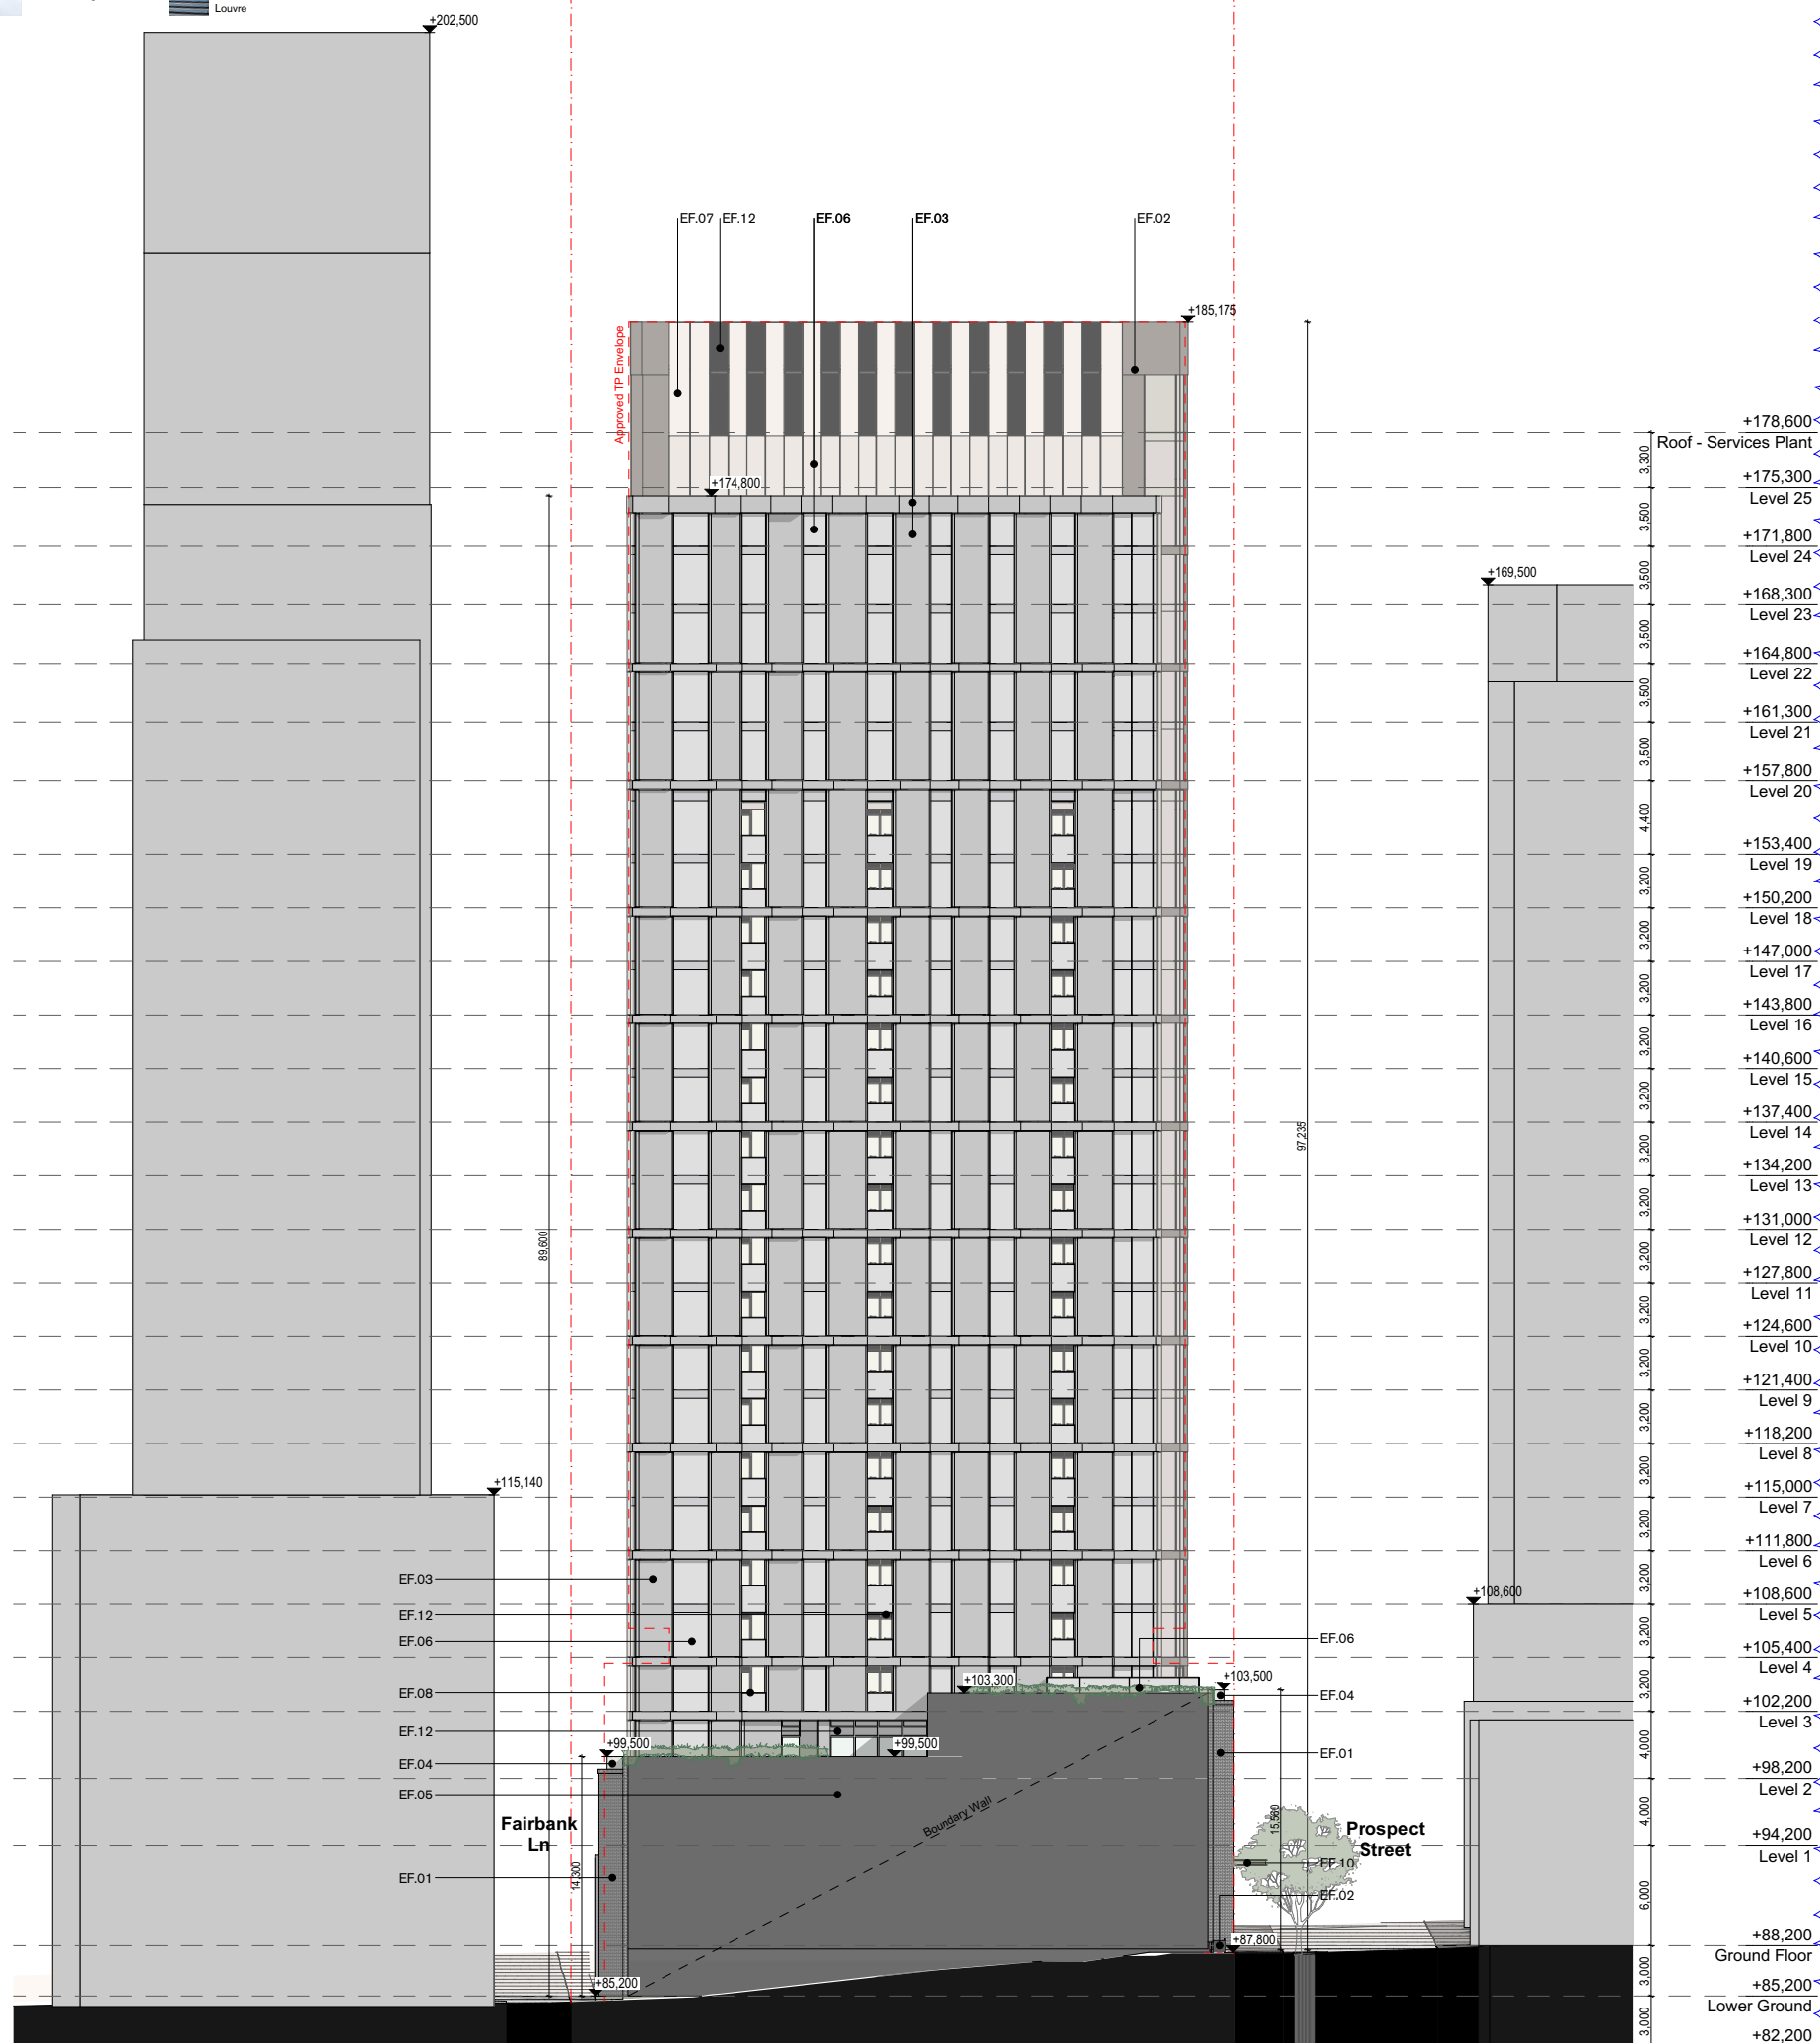 Louvre
+202,500
EF.07
EF.12
EF.06
EF.03
EF.02
+185,175
Approved TP Envelope
+174,800
+169,500
+178,600
Roof - Services Plant
3,300
+175,300
Level 25
3,500
+171,800
Level 24
3,500
+168,300
Level 23
3,500
+164,800
Level 22
3,500
+161,300
Level 21
3,500
+157,800
Level 20
4,400
+153,400
Level 19
3,200
+150,200
Level 18
3,200
+147,000
Level 17
3,200
+143,800
Level 16
3,200
+140,600
Level 15
3,200
+137,400
Level 14
3,200
+134,200
Level 13
3,200
+131,000
Level 12
3,200
+127,800
Level 11
3,200
+124,600
Level 10
3,200
+121,400
Level 9
3,200
+118,200
Level 8
3,200
+115,000
Level 7
3,200
+111,800
Level 6
3,200
+108,600
Level 5
3,200
+105,400
Level 4
3,200
+102,200
Level 3
4,000
+98,200
Level 2
4,000
+94,200
Level 1
6,000
+88,200
Ground Floor
3,000
+85,200
Lower Ground
3,000
+82,200
97,235
89,600
+115,140
+108,600
EF.03
EF.12
EF.06
EF.08
EF.12
EF.04
EF.05
EF.01
EF.06
EF.04
EF.01
EF.10
EF.02
+103,300
+103,500
+99,500
+99,500
Boundary Wall
Fairbank
Ln
Prospect
Street
14,300
+87,800
+85,200